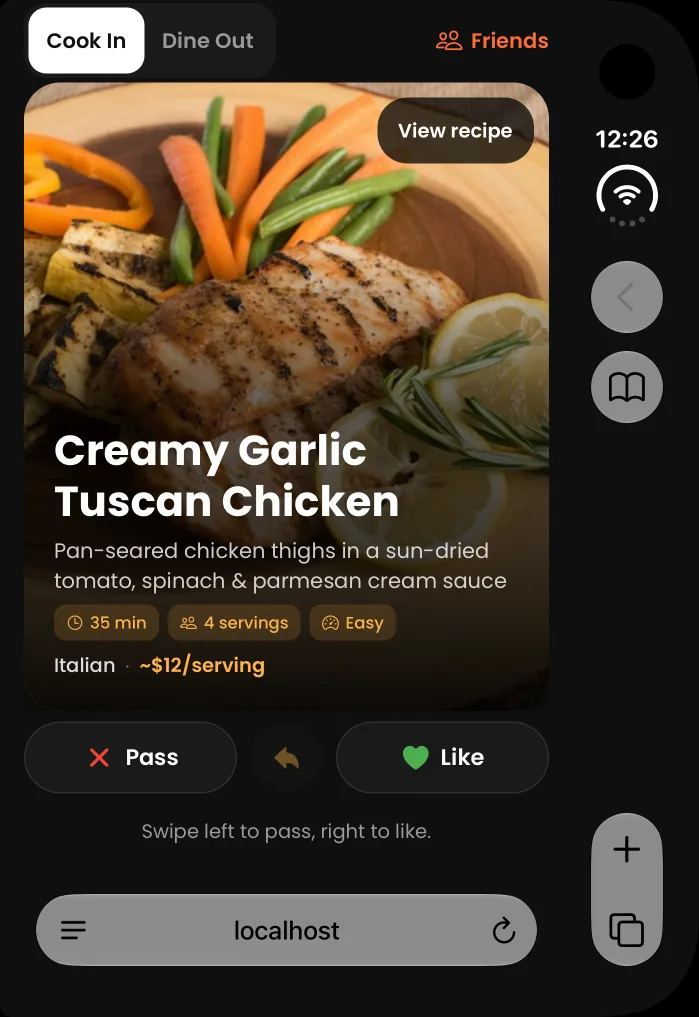 Cook In
Dine Out
Friends
View recipe
12:26
Creamy Garlic
Tuscan Chicken
Pan-seared chicken thighs in a sun-dried
tomato, spinach & parmesan cream sauce
35 min
4 servings
Easy
Italian · ~$12/serving
Pass
Like
Swipe left to pass, right to like.
localhost